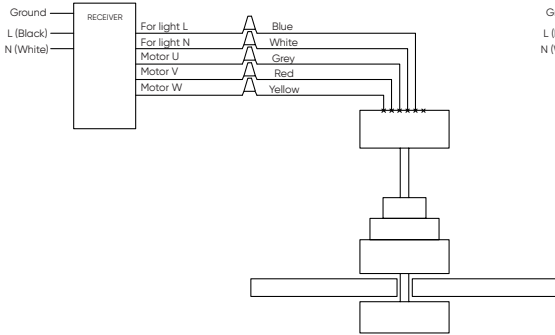 Ground
L (Black)
N (White)
RECEIVER
For light L
For light N
Motor U
Motor V
Motor W
Blue
White
Grey
Red
Yellow